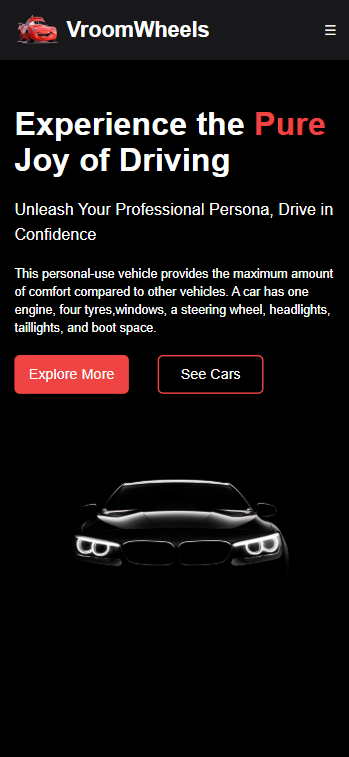 VroomWheels
Experience the Pure
Joy of Driving
Unleash Your Professional Persona, Drive in
Confidence
This personal-use vehicle provides the maximum amount
of comfort compared to other vehicles. A car has one
engine, four tyres,windows, a steering wheel, headlights,
taillights, and boot space.
Explore More
See Cars